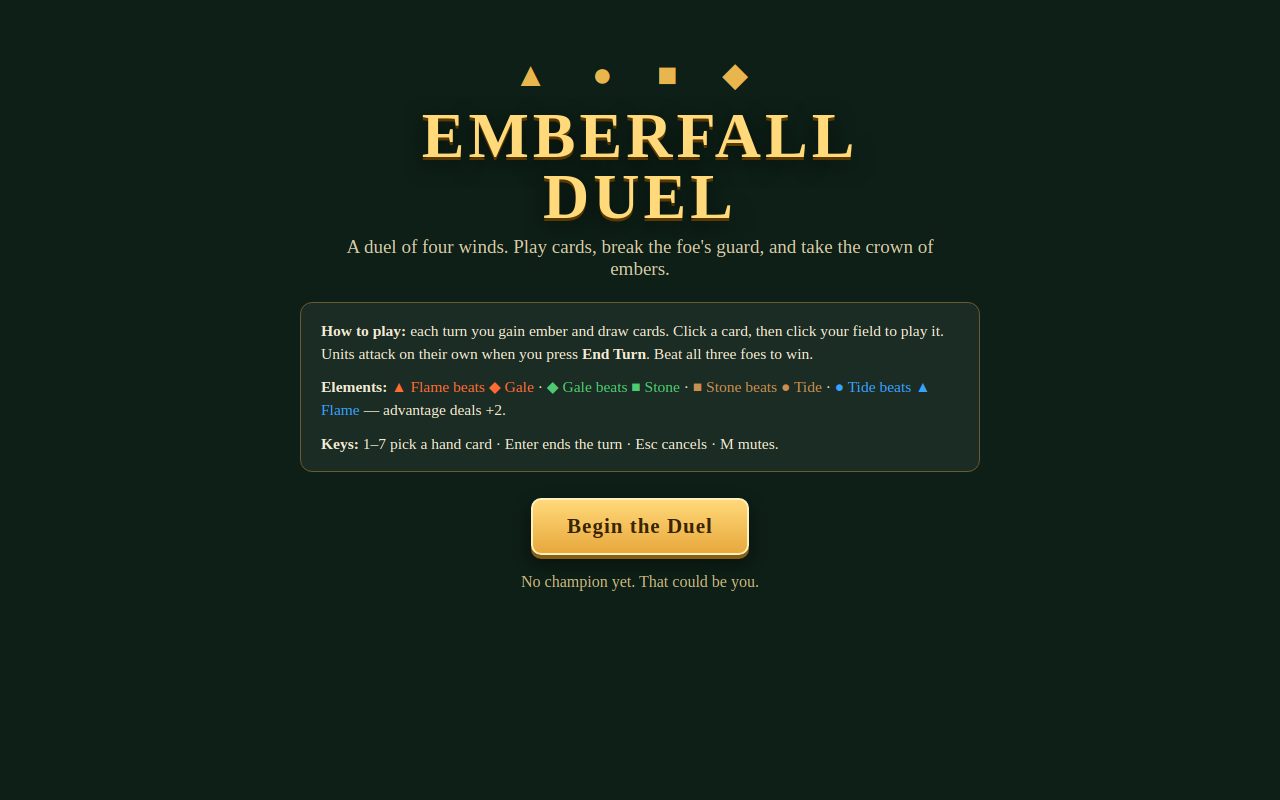 ▲ ● ■ ◆
EMBERFALL
DUEL
A duel of four winds. Play cards, break the foe's guard, and take the crown of
embers.
How to play: each turn you gain ember and draw cards. Click a card, then click your field to play it.
Units attack on their own when you press End Turn. Beat all three foes to win.
Elements: ▲ Flame beats ◆ Gale · ◆ Gale beats ■ Stone · ■ Stone beats ● Tide · ● Tide beats ▲
Flame — advantage deals +2.
Keys: 1–7 pick a hand card · Enter ends the turn · Esc cancels · M mutes.
Begin the Duel
No champion yet. That could be you.